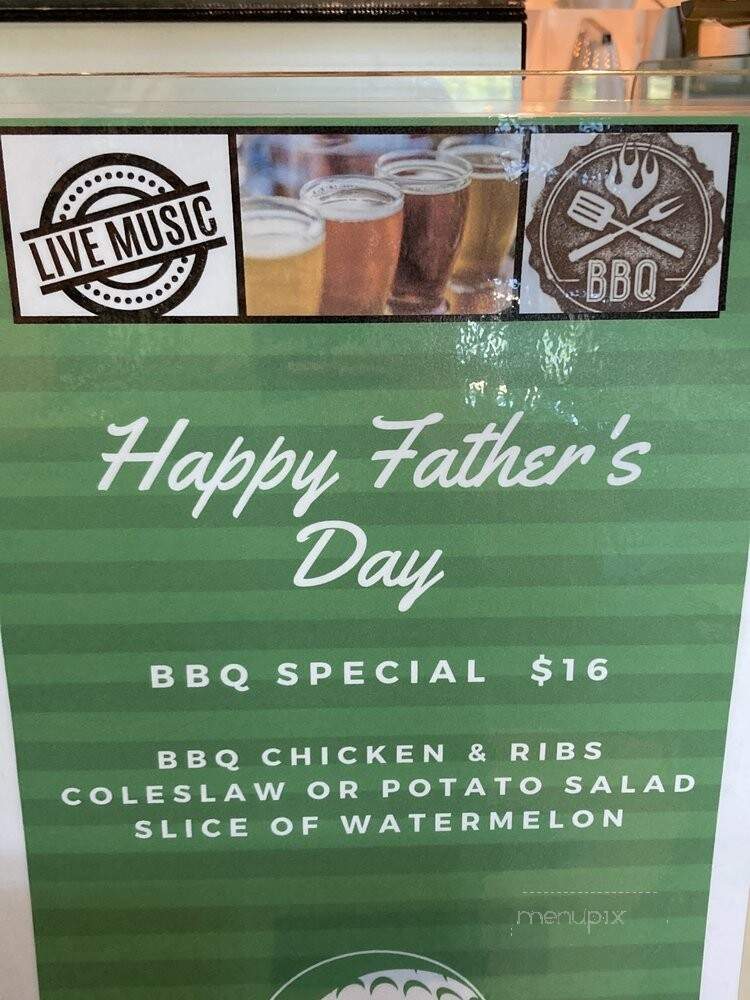 LIVE MUSIC
BBQ
Happy Father's
Day
BBQ SPECIAL $16
BBQ CHICKEN & RIBS
COLESLAW OR POTATO SALAD
SLICE OF WATERMELON
menupix